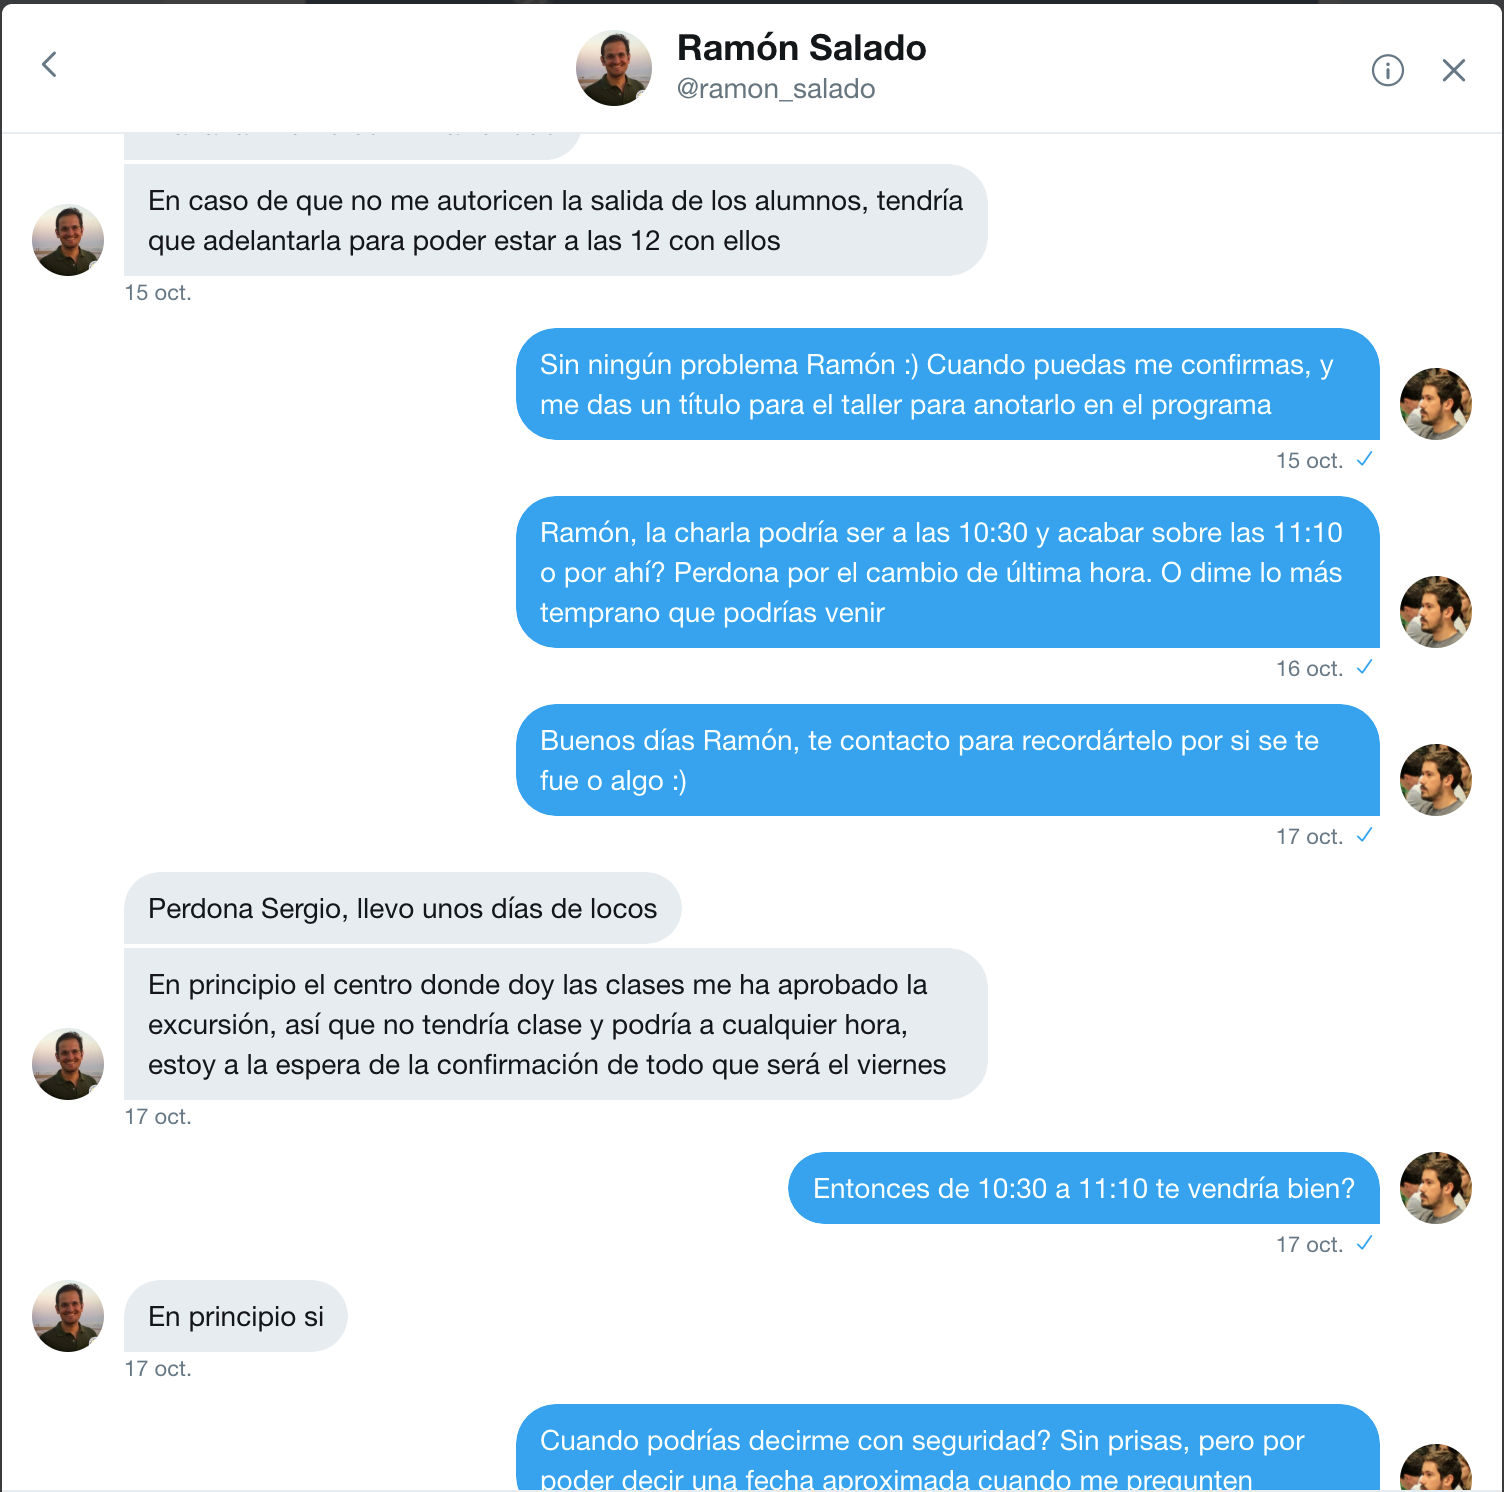 Ramón Salado
@ramon_salado
En caso de que no me autoricen la salida de los alumnos, tendría
que adelantarla para poder estar a las 12 con ellos
15 oct.
Sin ningún problema Ramón :) Cuando puedas me confirmas, y
me das un título para el taller para anotarlo en el programa
15 oct.
Ramón, la charla podría ser a las 10:30 y acabar sobre las 11:10
o por ahí? Perdona por el cambio de última hora. O dime lo más
temprano que podrías venir
16 oct.
Buenos días Ramón, te contacto para recordártelo por si se te
fue o algo :)
17 oct.
Perdona Sergio, llevo unos días de locos
En principio el centro donde doy las clases me ha aprobado la
excursión, así que no tendría clase y podría a cualquier hora,
estoy a la espera de la confirmación de todo que será el viernes
17 oct.
Entonces de 10:30 a 11:10 te vendría bien?
17 oct.
En principio si
17 oct.
Cuando podrías decirme con seguridad? Sin prisas, pero por
poder decir una fecha aproximada cuando me pregunten